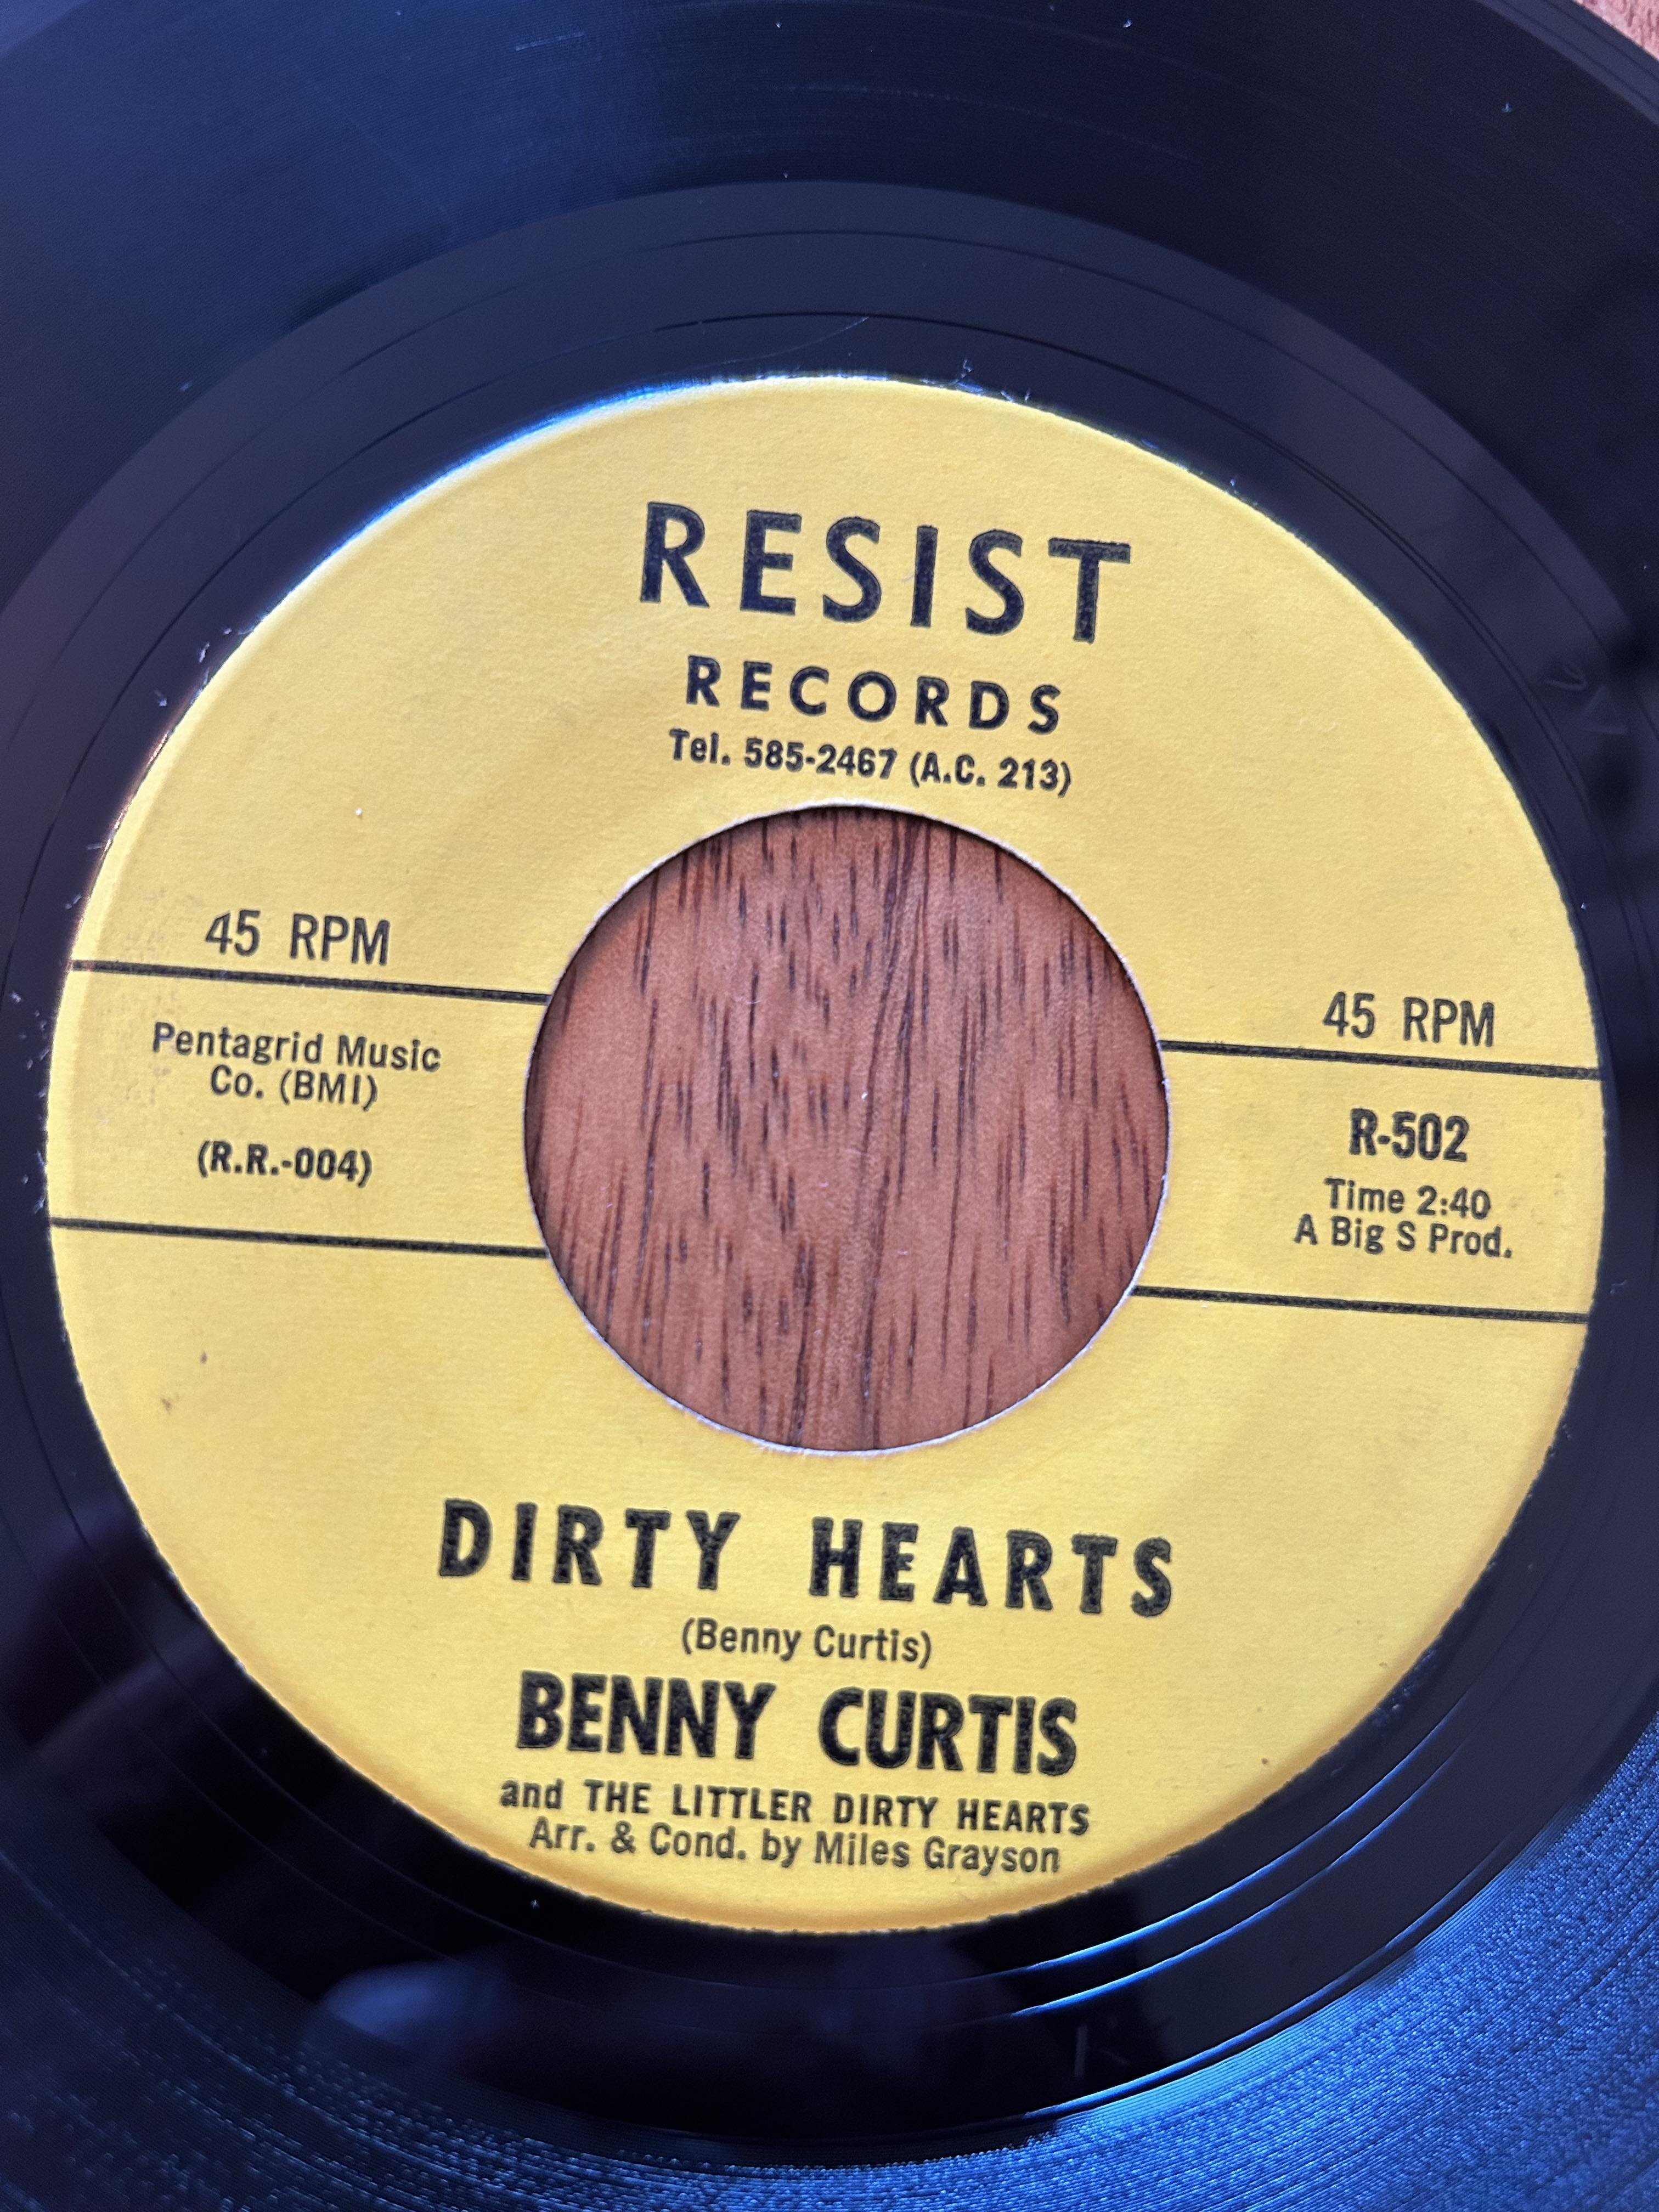 RESIST
RECORDS
Tel. 585-2467 (A.C. 213)
45 RPM
Pentagrid Music
Co. (BMI)
(R.R.-004)
45 RPM
R-502
Time 2:40
A Big S Prod.
DIRTY HEARTS
(Benny Curtis)
BENNY CURTIS
and THE LITTLER DIRTY HEARTS
Arr. & Cond. by Miles Grayson